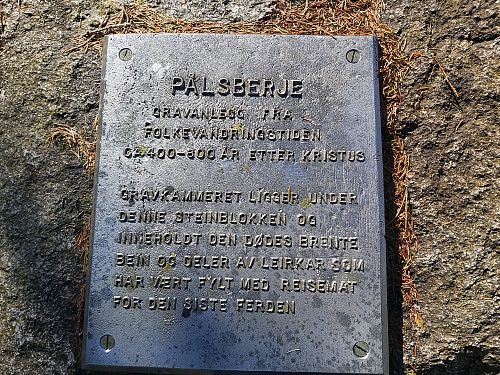 PÅLSBERJE
GRAVANLEGG FRA
FOLKEVANDRINGSTIDEN
CA 400-600 ÅR ETTER KRISTUS
GRAVKAMMERET LIGGER UNDER
DENNE STEINBLOKKEN OG
INNEHOLDT DEN DØDES BRENTE
BEIN OG DELER AV LEIRKAR SOM
HAR VÆRT FYLT MED REISEMAT
FOR DEN SISTE FERDEN